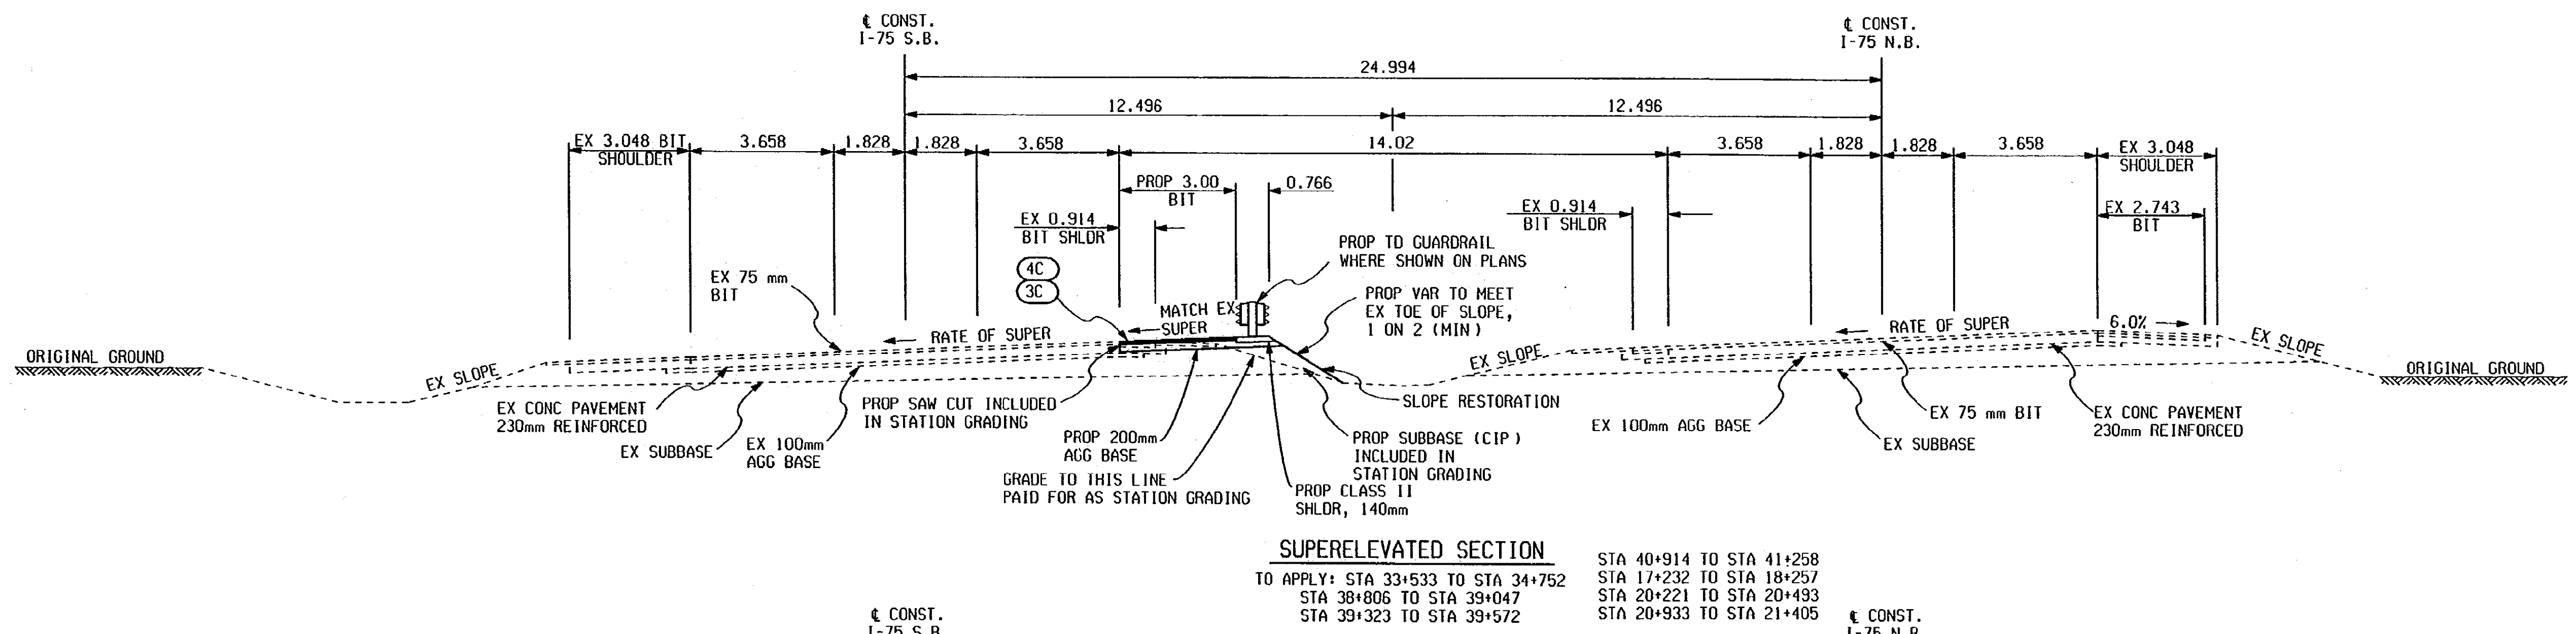 ℄ CONST.
I-75 S.B.
℄ CONST.
I-75 N.B.
24.994
12.496
12.496
EX 3.048 BIT
SHOULDER
3.658
1.828
1.828
3.658
14.02
3.658
1.828
1.828
3.658
EX 3.048
SHOULDER
PROP 3.00
BIT
0.766
EX 0.914
BIT SHLDR
EX 0.914
BIT SHLDR
EX 2.743
BIT
PROP TD GUARDRAIL
WHERE SHOWN ON PLANS
4C
3C
EX 75 mm
BIT
MATCH EX
SUPER
PROP VAR TO MEET
EX TOE OF SLOPE,
1 ON 2 (MIN)
RATE OF SUPER
RATE OF SUPER
6.0%
ORIGINAL GROUND
EX SLOPE
EX SLOPE
EX SLOPE
ORIGINAL GROUND
EX CONC PAVEMENT
230mm REINFORCED
EX SUBBASE
EX 100mm
AGG BASE
PROP SAW CUT INCLUDED
IN STATION GRADING
PROP 200mm
AGG BASE
GRADE TO THIS LINE
PAID FOR AS STATION GRADING
SLOPE RESTORATION
PROP SUBBASE (CIP)
INCLUDED IN
STATION GRADING
PROP CLASS II
SHLDR, 140mm
EX 100mm AGG BASE
EX 75 mm BIT
EX SUBBASE
EX CONC PAVEMENT
230mm REINFORCED
SUPERELEVATED SECTION
TO APPLY: STA 33+533 TO STA 34+752
STA 38+806 TO STA 39+047
STA 39+323 TO STA 39+572
STA 40+914 TO STA 41+258
STA 17+232 TO STA 18+257
STA 20+221 TO STA 20+493
STA 20+933 TO STA 21+405
℄ CONST.
I-75 S.B.
℄ CONST.
I-75 N.B.